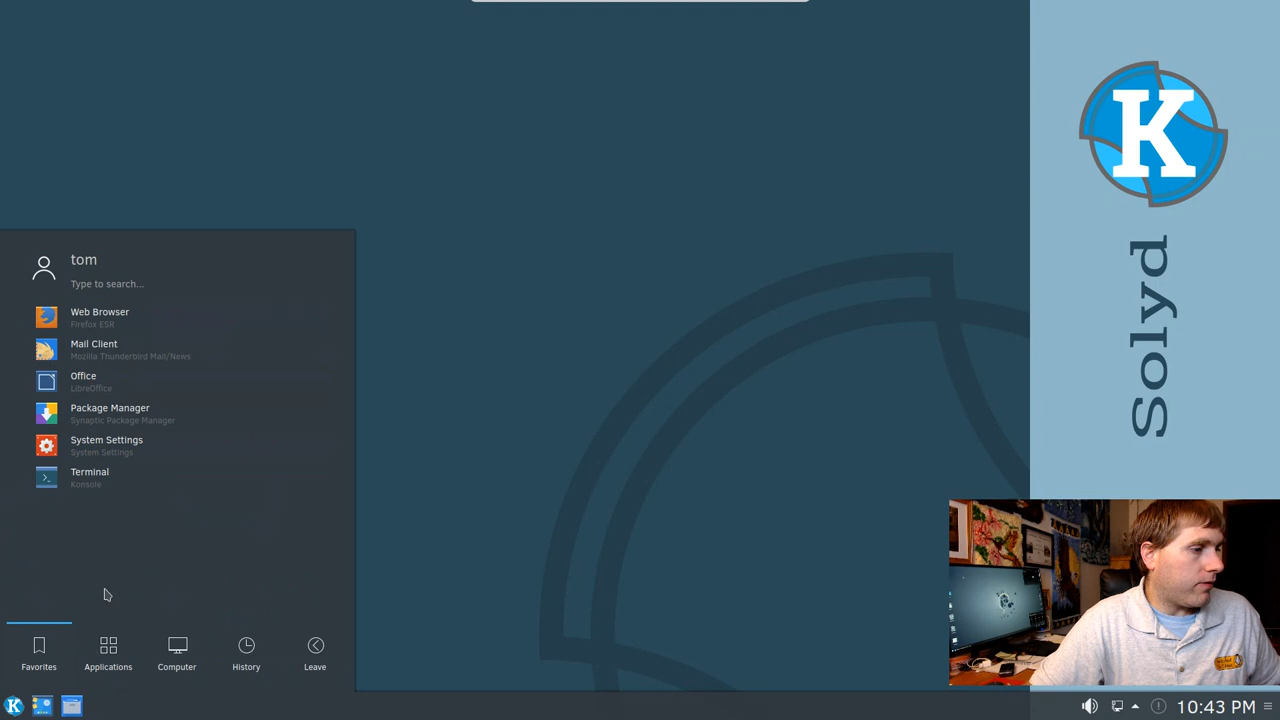 tom
Type to search...
Web Browser
Firefox ESR
Mail Client
Mozilla Thunderbird Mail/News
Office
LibreOffice
Package Manager
Synaptic Package Manager
System Settings
System Settings
Terminal
Konsole
Favorites
Applications
Computer
History
Leave
K
Solyd
10:43 PM